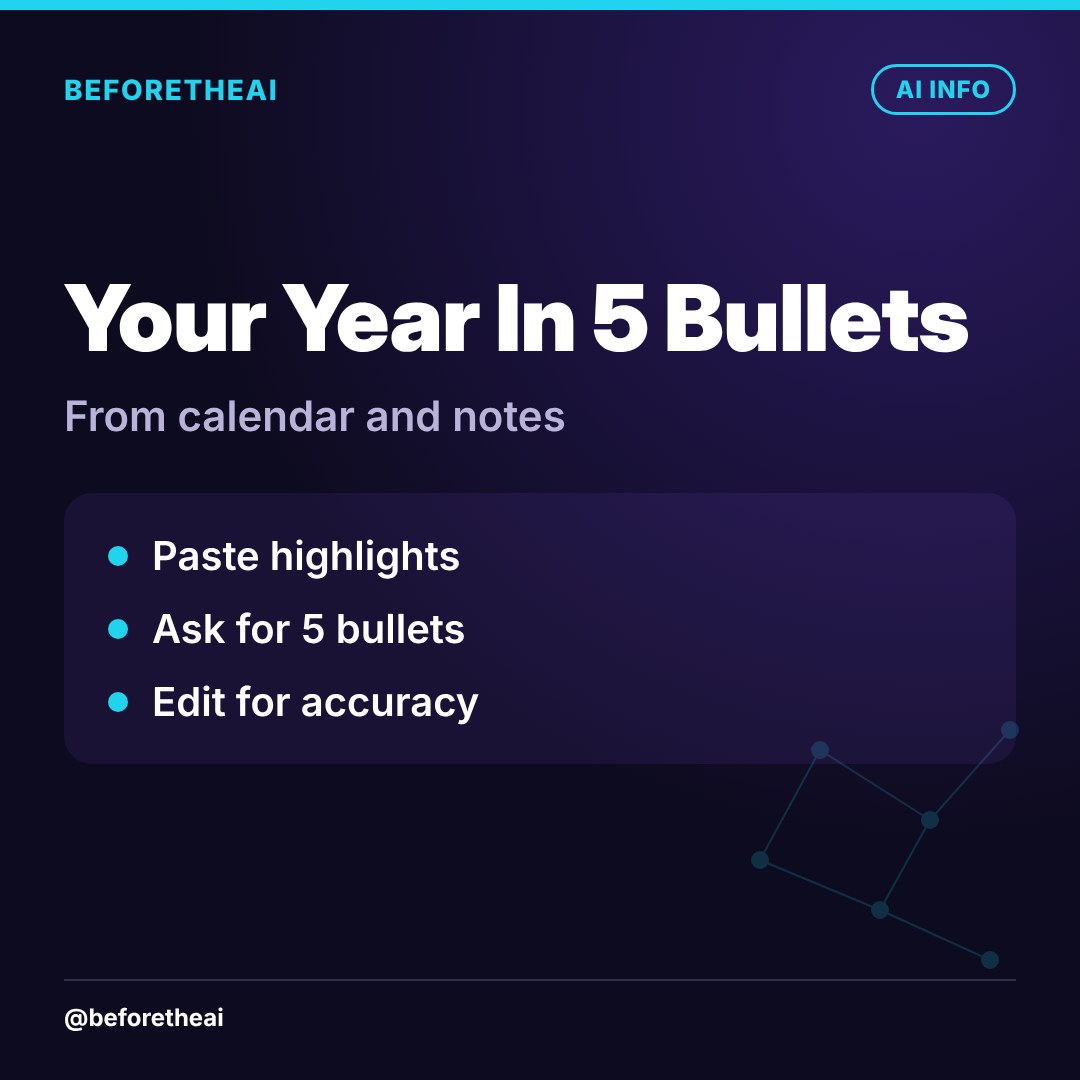 BEFORETHEAI
AI INFO
Your Year In 5 Bullets
From calendar and notes
Paste highlights
Ask for 5 bullets
Edit for accuracy
@beforetheai